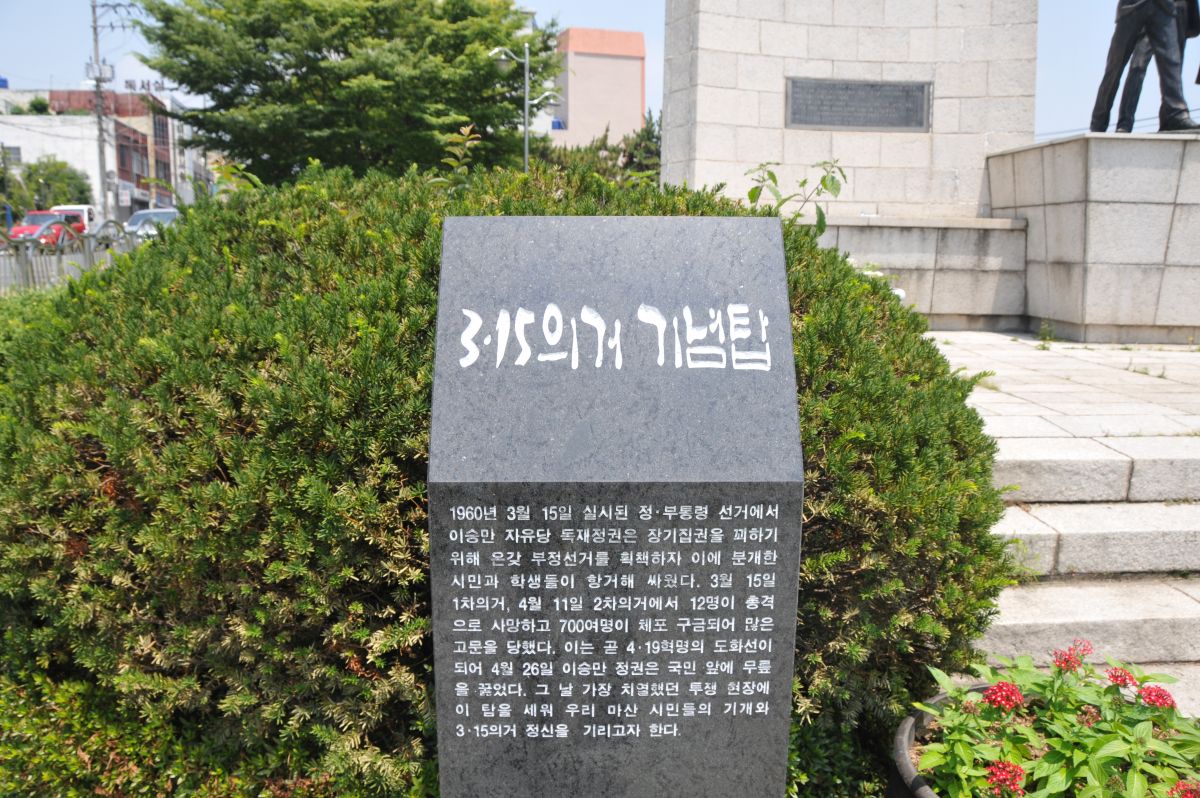 독서실
3·15의거 기념탑
1960년 3월 15일 실시된 정·부통령 선거에서
이승만 자유당 독재정권은 장기집권을 꾀하기
위해 온갖 부정선거를 획책하자 이에 분개한
시민과 학생들이 항거해 싸웠다. 3월 15일
1차의거, 4월 11일 2차의거에서 12명이 총격
으로 사망하고 700여명이 체포 구금되어 많은
고문을 당했다. 이는 곧 4·19혁명의 도화선이
되어 4월 26일 이승만 정권은 국민 앞에 무릎
을 꿇었다. 그 날 가장 치열했던 투쟁 현장에
이 탑을 세워 우리 마산 시민들의 기개와
3·15의거 정신을 기리고자 한다.